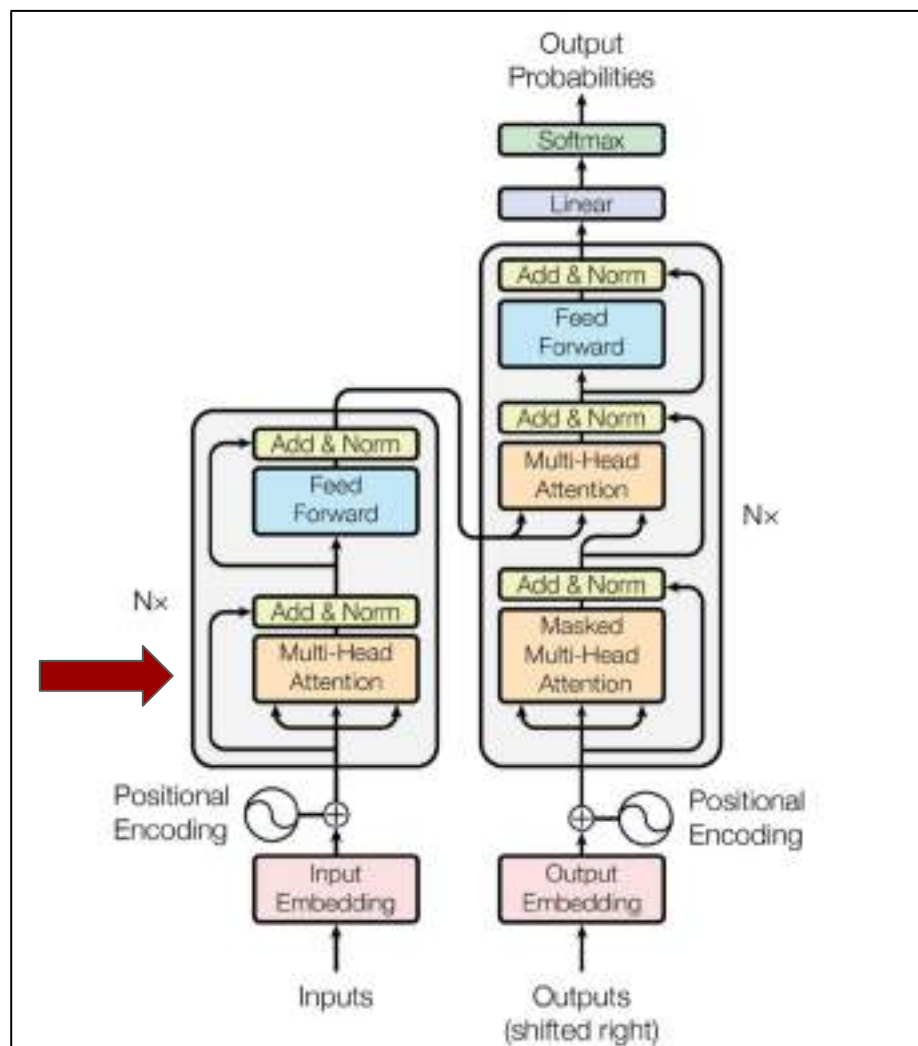 Output
Probabilities
Softmax
Linear
Add & Norm
Feed
Forward
Add & Norm
Multi-Head
Attention
Add & Norm
Masked
Multi-Head
Attention
N×
Add & Norm
Feed
Forward
Add & Norm
Multi-Head
Attention
N×
Positional
Encoding
Positional
Encoding
Input
Embedding
Output
Embedding
Inputs
Outputs
(shifted right)